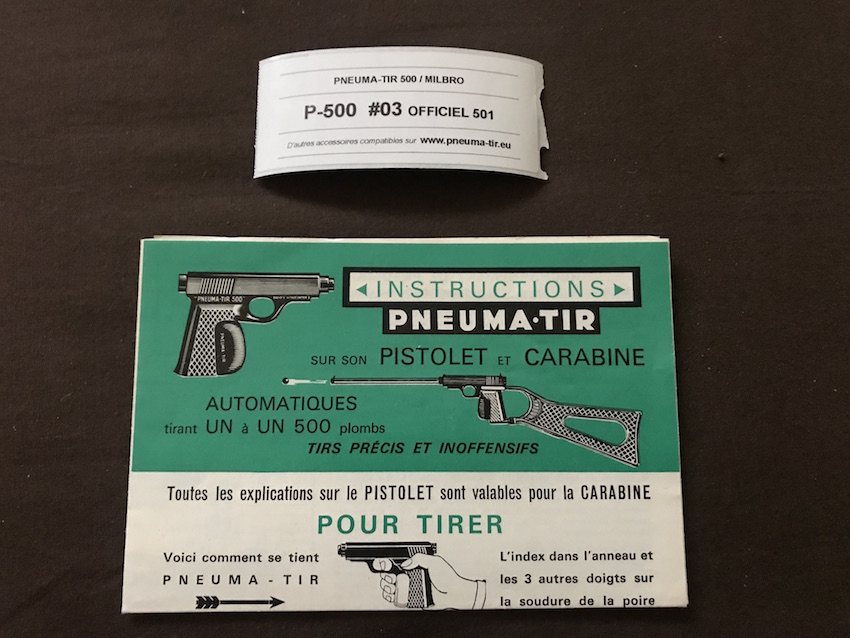 PNEUMA-TIR 500 / MILBRO
P-500 #03 OFFICIEL 501
D'autres accessoires compatibles sur www.pneuma-tir.eu
INSTRUCTIONS
PNEUMA·TIR
"PNEUMA-TIR 500"
SUR SON PISTOLET ET CARABINE
AUTOMATIQUES
tirant UN à UN 500 plombs
TIRS PRÉCIS ET INOFFENSIFS
Toutes les explications sur le PISTOLET sont valables pour la CARABINE
POUR TIRER
Voici comment se tient
PNEUMA - TIR
L'index dans l'anneau et
les 3 autres doigts sur
la soudure de la poire